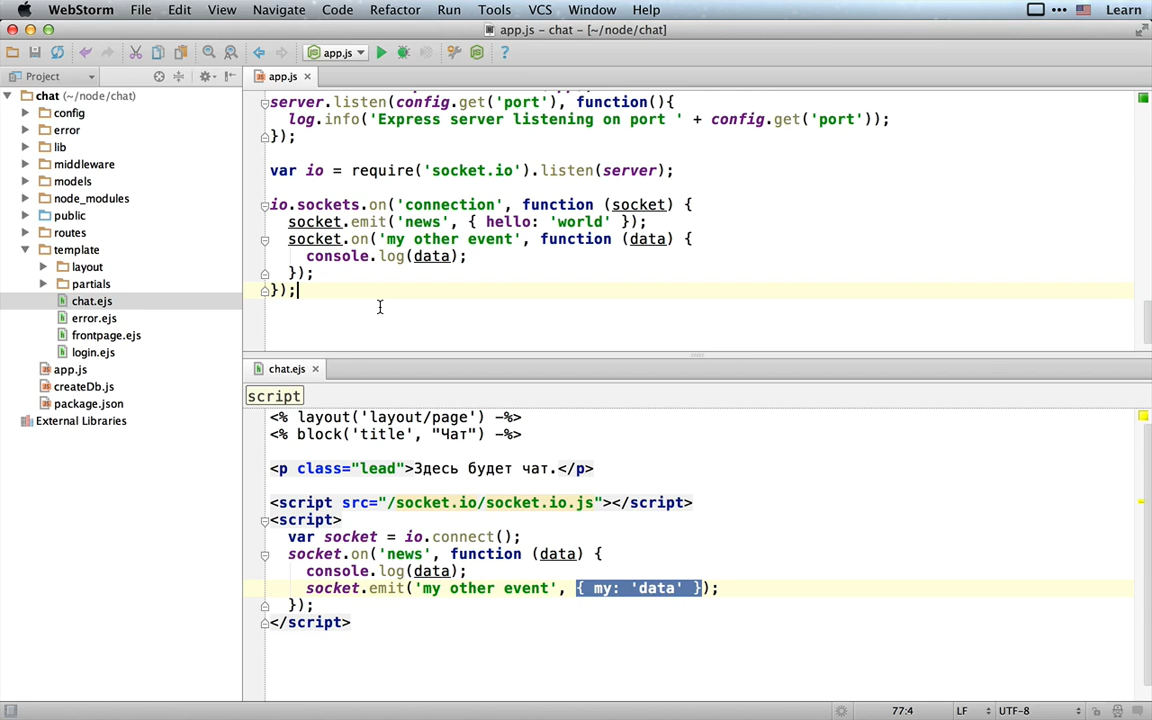 WebStorm File Edit View Navigate Code Refactor Run Tools VCS Window Help Learn
app.js – chat – [~/node/chat]
app.js
Project
app.js ×
chat (~/node/chat)
config
error
lib
middleware
models
node_modules
public
routes
template
layout
partials
chat.ejs
error.ejs
frontpage.ejs
login.ejs
app.js
createDb.js
package.json
External Libraries
server.listen(config.get('port'), function(){
log.info('Express server listening on port ' + config.get('port'));
});
var io = require('socket.io').listen(server);
io.sockets.on('connection', function (socket) {
socket.emit('news', { hello: 'world' });
socket.on('my other event', function (data) {
console.log(data);
});
});
chat.ejs ×
script
<% layout('layout/page') -%>
<% block('title', "Чат") -%>
<p class="lead">Здесь будет чат.</p>
<script src="/socket.io/socket.io.js"></script>
<script>
var socket = io.connect();
socket.on('news', function (data) {
console.log(data);
socket.emit('my other event', { my: 'data' });
});
</script>
77:4 LF UTF-8